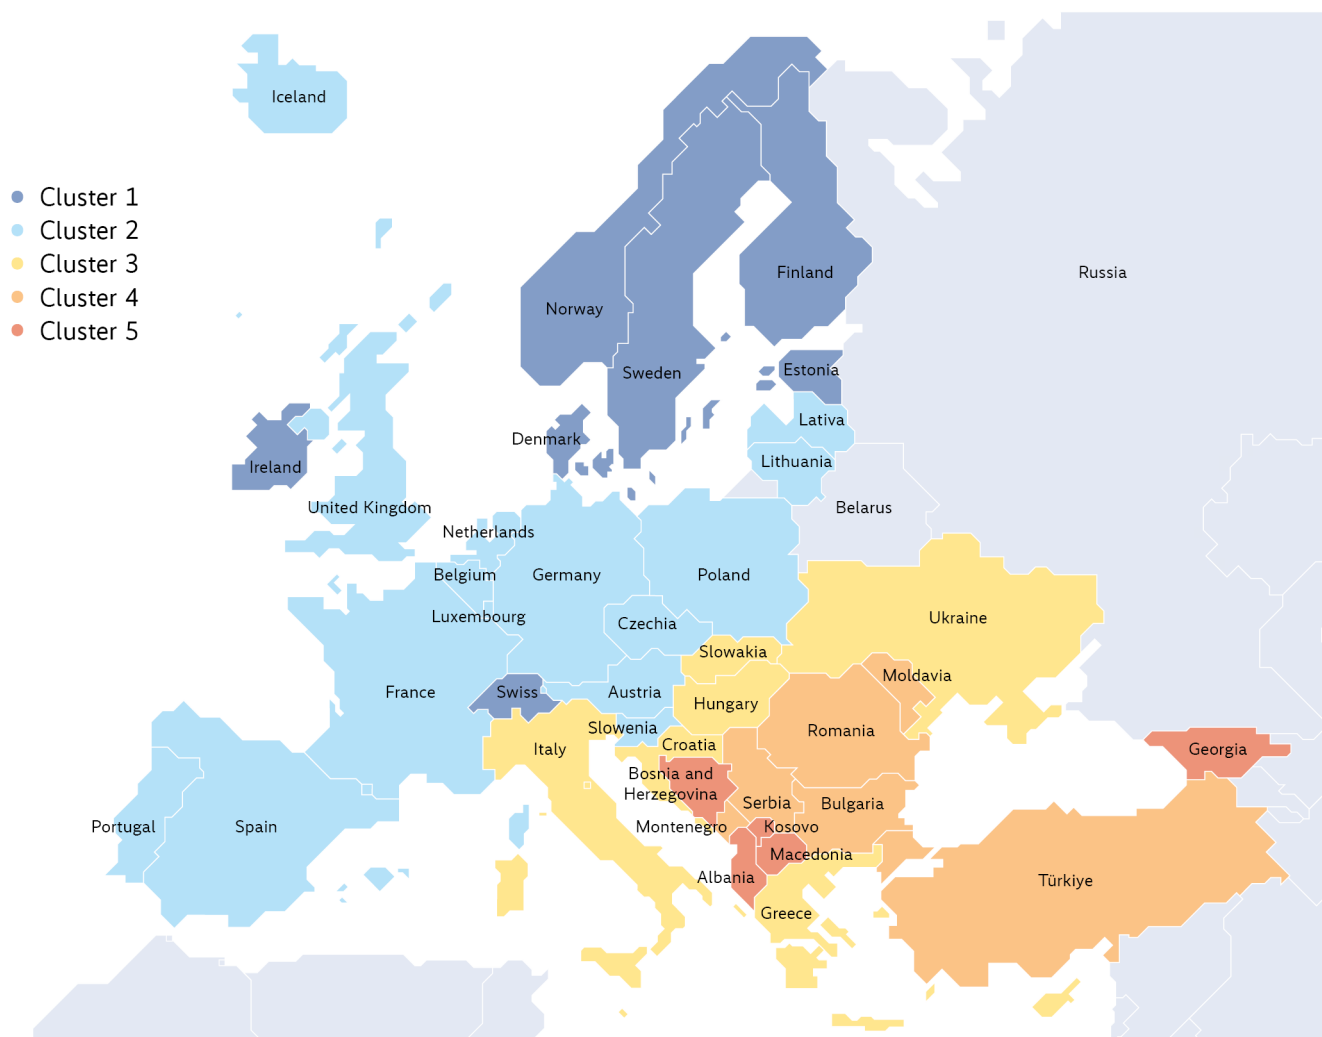 Iceland
Cluster 1
Cluster 2
Cluster 3
Cluster 4
Cluster 5
Finland
Russia
Norway
Sweden
Estonia
Lativa
Denmark
Lithuania
Ireland
United Kingdom
Belarus
Netherlands
Belgium
Germany
Poland
Luxembourg
Czechia
Ukraine
Slowakia
Moldavia
France
Swiss
Austria
Hungary
Slowenia
Romania
Italy
Croatia
Georgia
Bosnia and
Herzegovina
Serbia
Bulgaria
Portugal
Spain
Montenegro
Kosovo
Macedonia
Albania
Türkiye
Greece